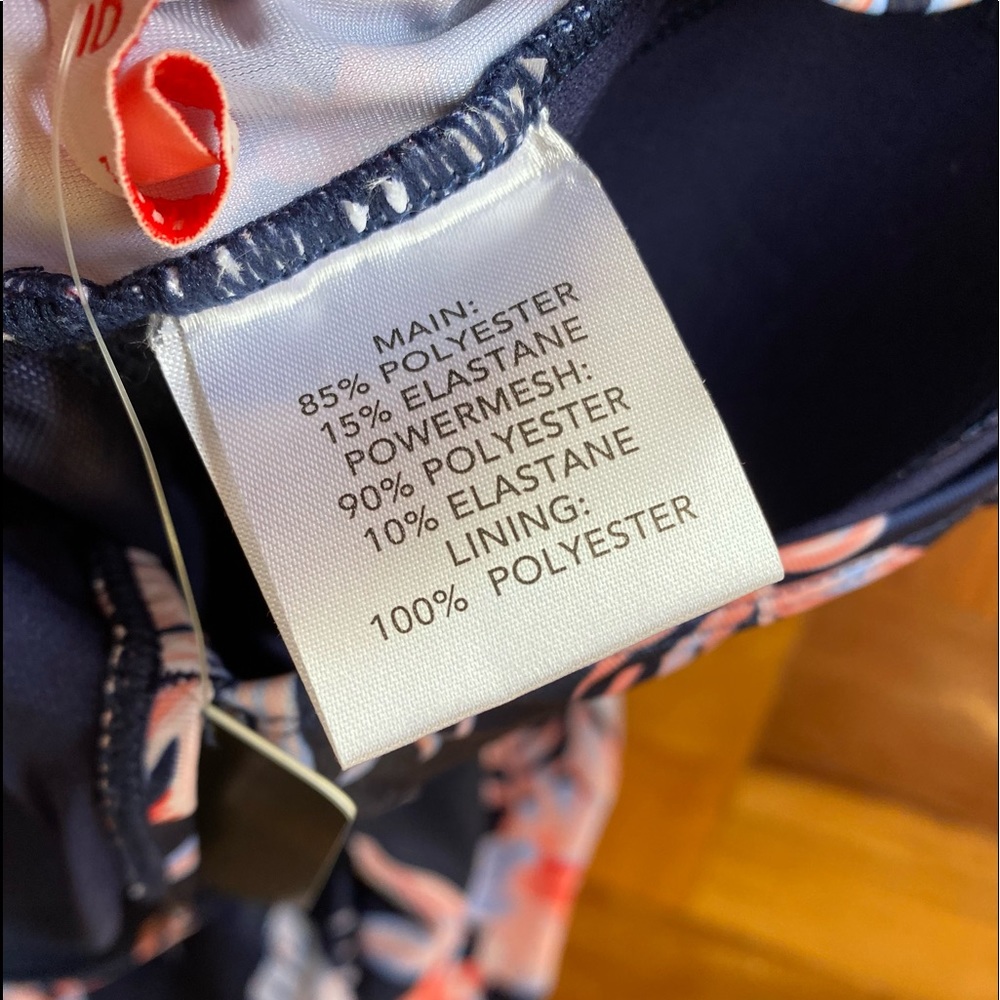 MAIN:
85% POLYESTER
15% ELASTANE
POWERMESH:
90% POLYESTER
10% ELASTANE
LINING:
100% POLYESTER